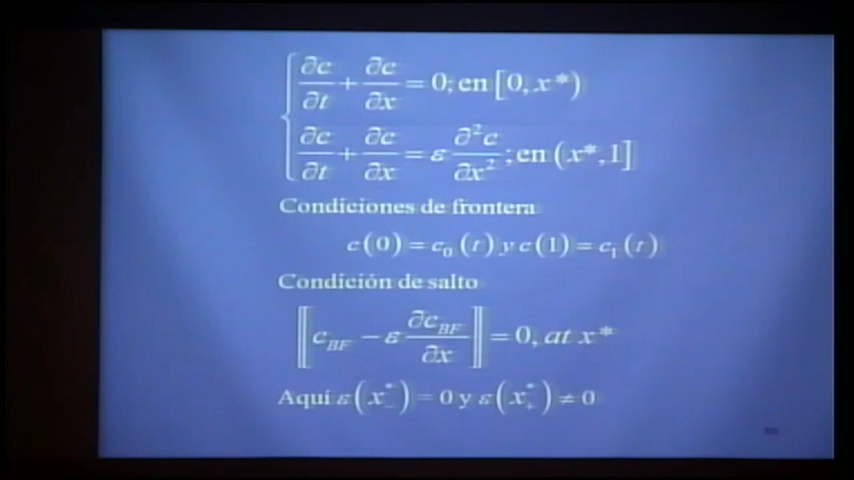 ∂c/∂t + ∂c/∂x = 0; en [0, x*)
∂c/∂t + ∂c/∂x = ε ∂²c/∂x² ; en (x*, 1]
Condiciones de frontera
c(0) = c₀(t) y c(1) = c₁(t)
Condición de salto
‖c_BF − ε ∂c_BF/∂x‖ = 0, at x*
Aquí ε(x*₋) = 0 y ε(x*₊) ≠ 0